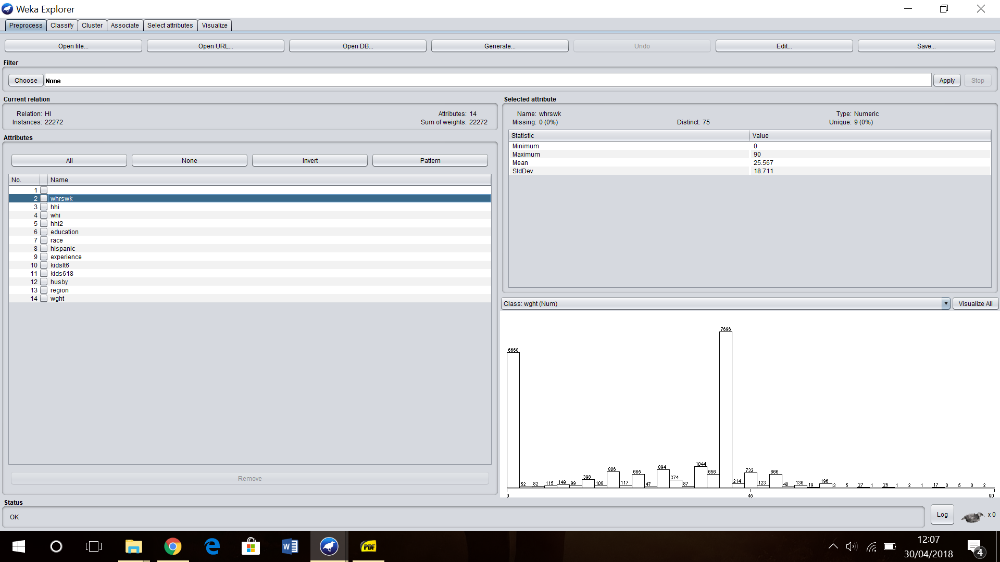 Weka Explorer
Preprocess Classify Cluster Associate Select attributes Visualize
Open file... Open URL... Open DB... Generate... Undo Edit... Save...
Filter
Choose None Apply Stop
Current relation
Relation: HI Attributes: 14
Instances: 22272 Sum of weights: 22272
Attributes
All None Invert Pattern
No. Name
1
2 whrswk
3 hhi
4 whi
5 hhi2
6 education
7 race
8 hispanic
9 experience
10 kidslt6
11 kids618
12 husby
13 region
14 wght
Remove
Selected attribute
Name: whrswk Type: Numeric
Missing: 0 (0%) Distinct: 75 Unique: 9 (0%)
Statistic Value
Minimum 0
Maximum 90
Mean 25.567
StdDev 18.711
Class: wght (Num) Visualize All
6668 52 82 115 149 99 398 108 806 117 665 47 894 374 87 1044 656 7696 214 732 123 666 40 136 19 196 3 5 27 1 25 1 2 1 17 0 5 0 2
0 45 90
Status
OK Log x 0
PDF
12:07
30/04/2018
4